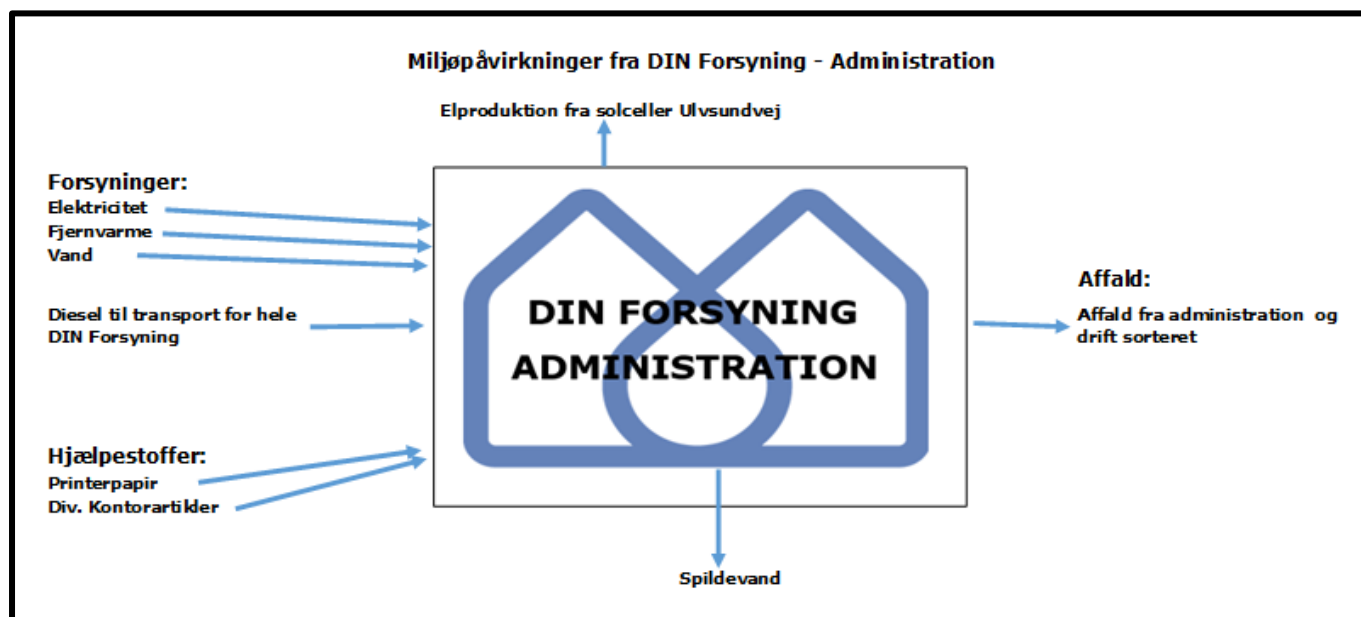 Miljøpåvirkninger fra DIN Forsyning - Administration
Elproduktion fra solceller Ulvsundvej
Forsyninger:
Elektricitet
Fjernvarme
Vand
Diesel til transport for hele
DIN Forsyning
Hjælpestoffer:
Printerpapir
Div. Kontorartikler
DIN FORSYNING
ADMINISTRATION
Affald:
Affald fra administration og
drift sorteret
Spildevand